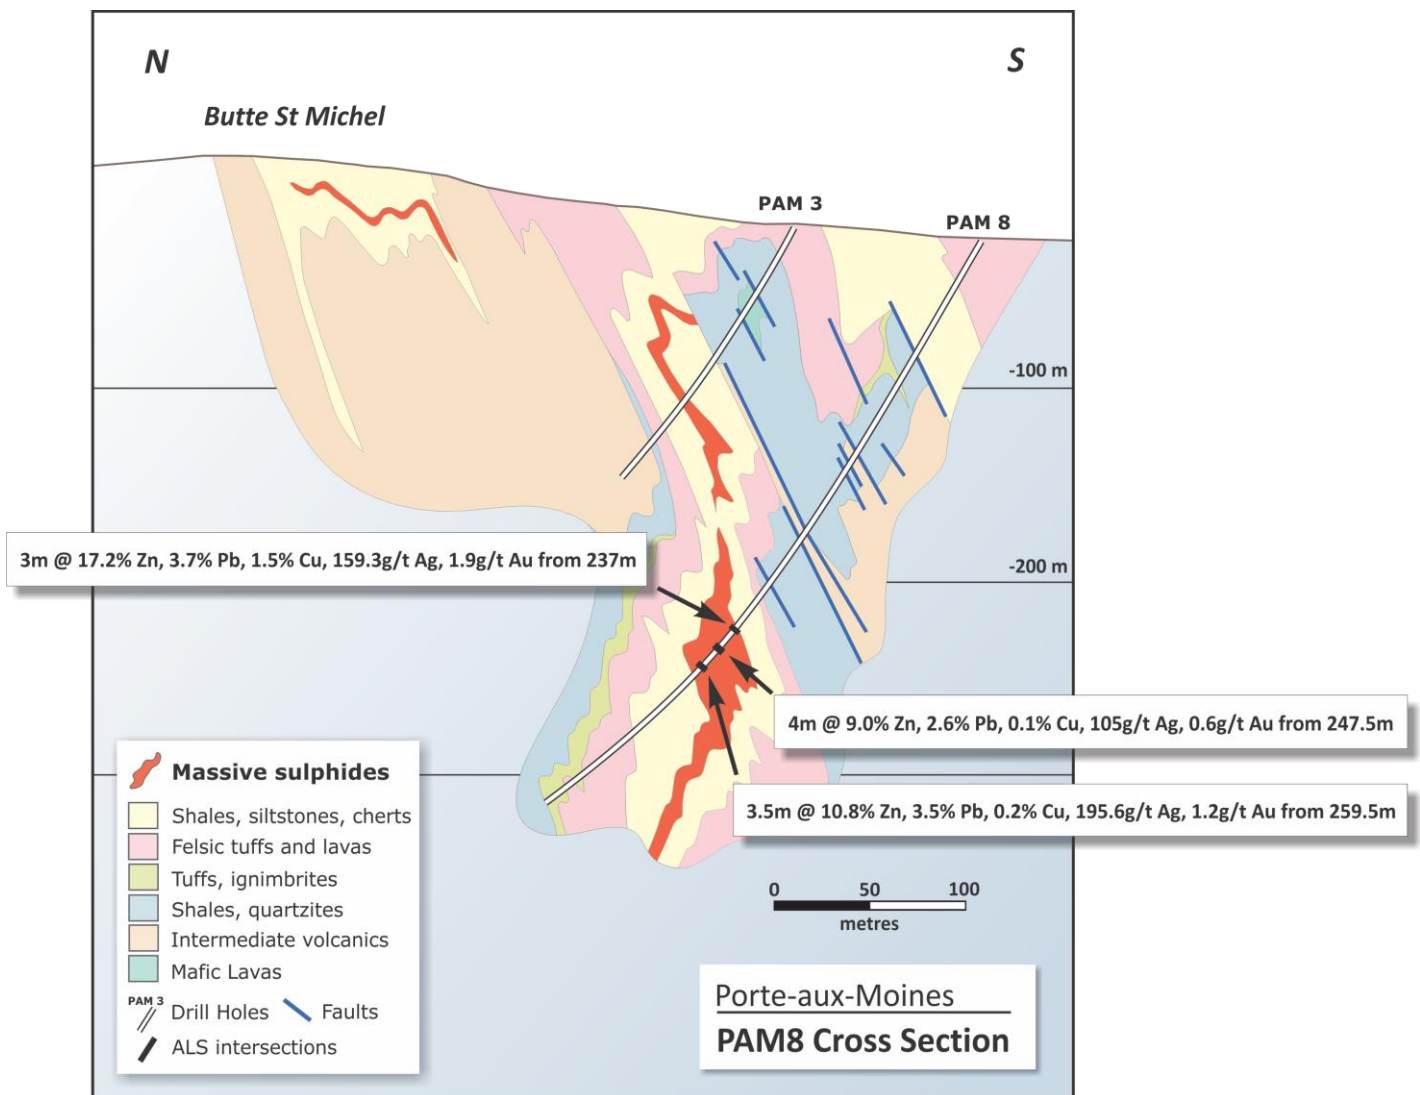 N
S
Butte St Michel
PAM 3
PAM 8
-100 m
3m @ 17.2% Zn, 3.7% Pb, 1.5% Cu, 159.3g/t Ag, 1.9g/t Au from 237m
-200 m
4m @ 9.0% Zn, 2.6% Pb, 0.1% Cu, 105g/t Ag, 0.6g/t Au from 247.5m
3.5m @ 10.8% Zn, 3.5% Pb, 0.2% Cu, 195.6g/t Ag, 1.2g/t Au from 259.5m
Massive sulphides
Shales, siltstones, cherts
Felsic tuffs and lavas
Tuffs, ignimbrites
Shales, quartzites
Intermediate volcanics
Mafic Lavas
PAM 3
Drill Holes
Faults
ALS intersections
0 50 100
metres
Porte-aux-Moines
PAM8 Cross Section